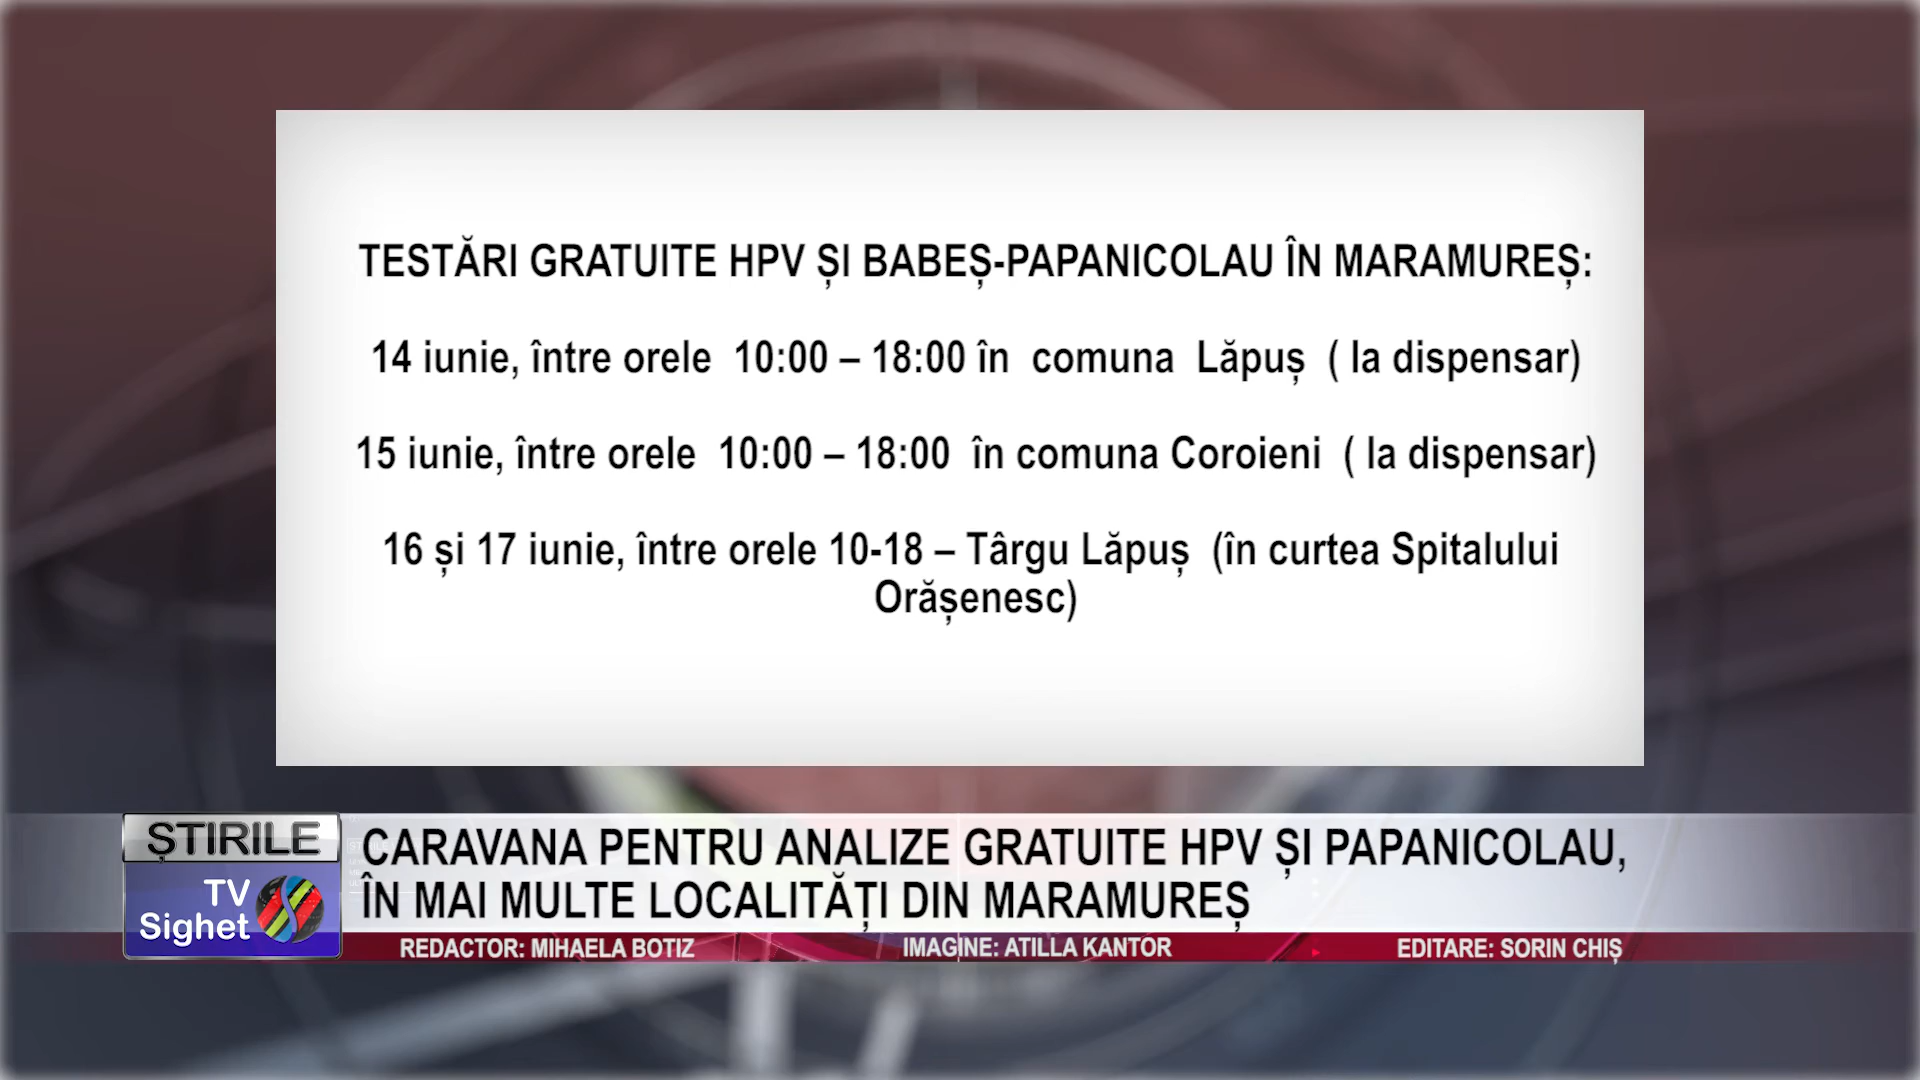 TESTĂRI GRATUITE HPV ȘI BABEȘ-PAPANICOLAU ÎN MARAMUREȘ:
14 iunie, între orele 10:00 – 18:00 în comuna Lăpuș ( la dispensar)
15 iunie, între orele 10:00 – 18:00 în comuna Coroieni ( la dispensar)
16 și 17 iunie, între orele 10-18 – Târgu Lăpuș (în curtea Spitalului
Orășenesc)
ȘTIRILE
TV
Sighet
CARAVANA PENTRU ANALIZE GRATUITE HPV ȘI PAPANICOLAU,
ÎN MAI MULTE LOCALITĂȚI DIN MARAMUREȘ
REDACTOR: MIHAELA BOTIZ IMAGINE: ATILLA KANTOR EDITARE: SORIN CHIȘ